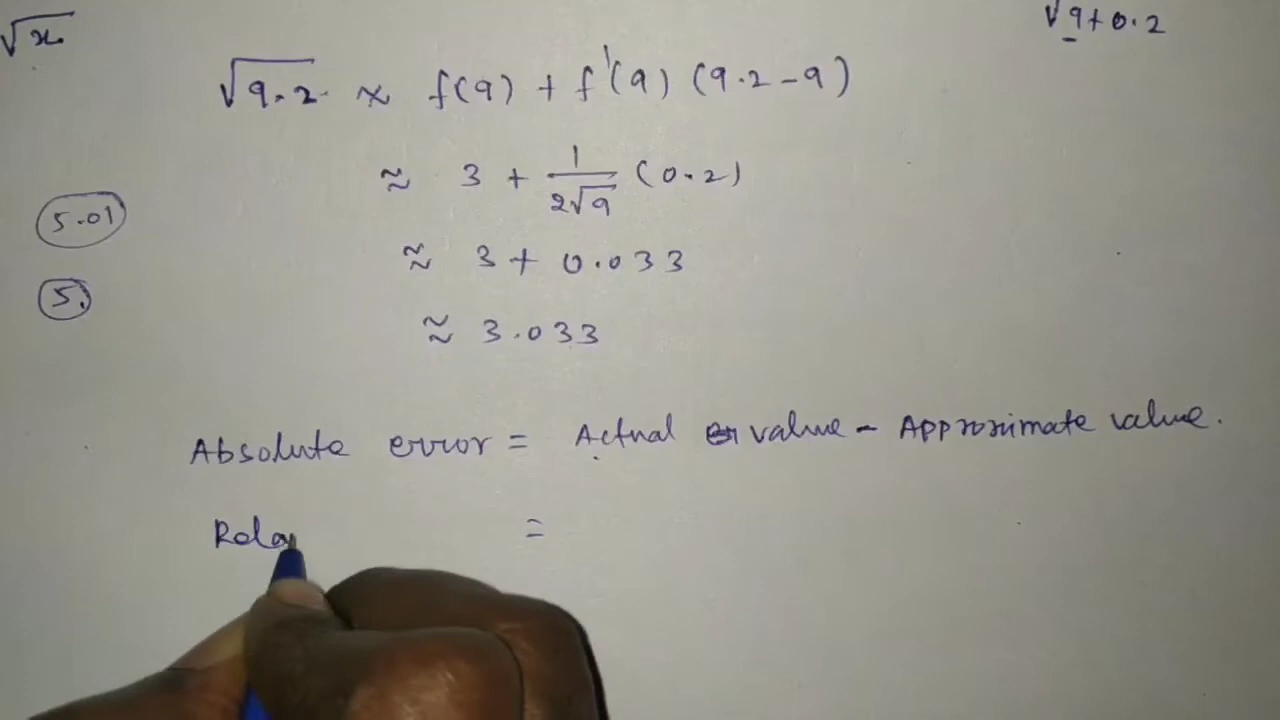 √x
√9+0.2
√9.2 ≈ f(9) + f'(9) (9.2-9)
≈ 3 + 1/2√9 (0.2)
5.01
≈ 3 + 0.033
5.
≈ 3.033
Absolute error = Actual value - Approximate value.
Rela =